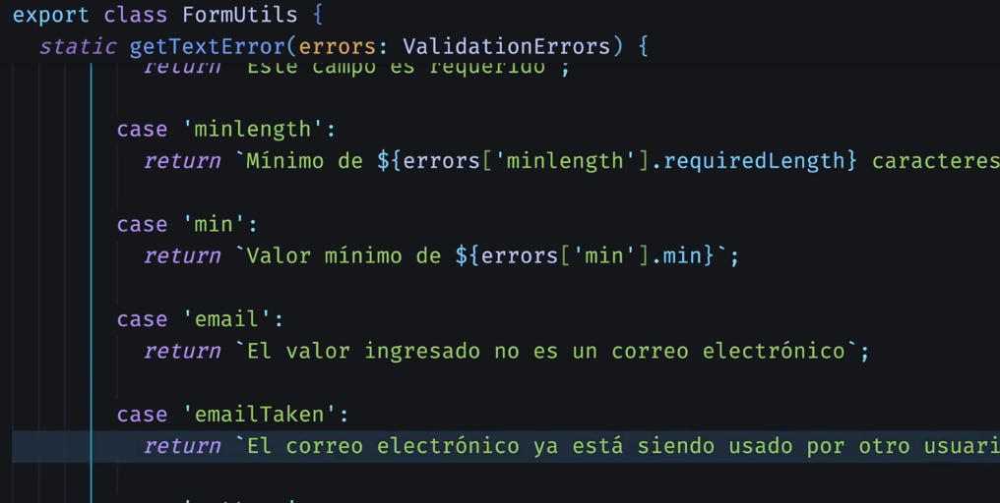 export class FormUtils {
static getTextError(errors: ValidationErrors) {
return `Este campo es requerido`;
case 'minlength':
return `Mínimo de ${errors['minlength'].requiredLength} caracteres
case 'min':
return `Valor mínimo de ${errors['min'].min}`;
case 'email':
return `El valor ingresado no es un correo electrónico`;
case 'emailTaken':
return `El correo electrónico ya está siendo usado por otro usuari